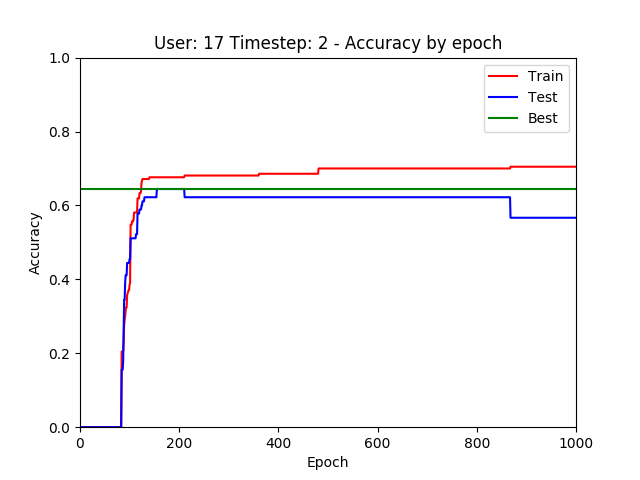 User: 17 Timestep: 2 - Accuracy by epoch
1.0
0.8
0.6
0.4
0.2
0.0
Accuracy
Train
Test
Best
0 200 400 600 800 1000
Epoch